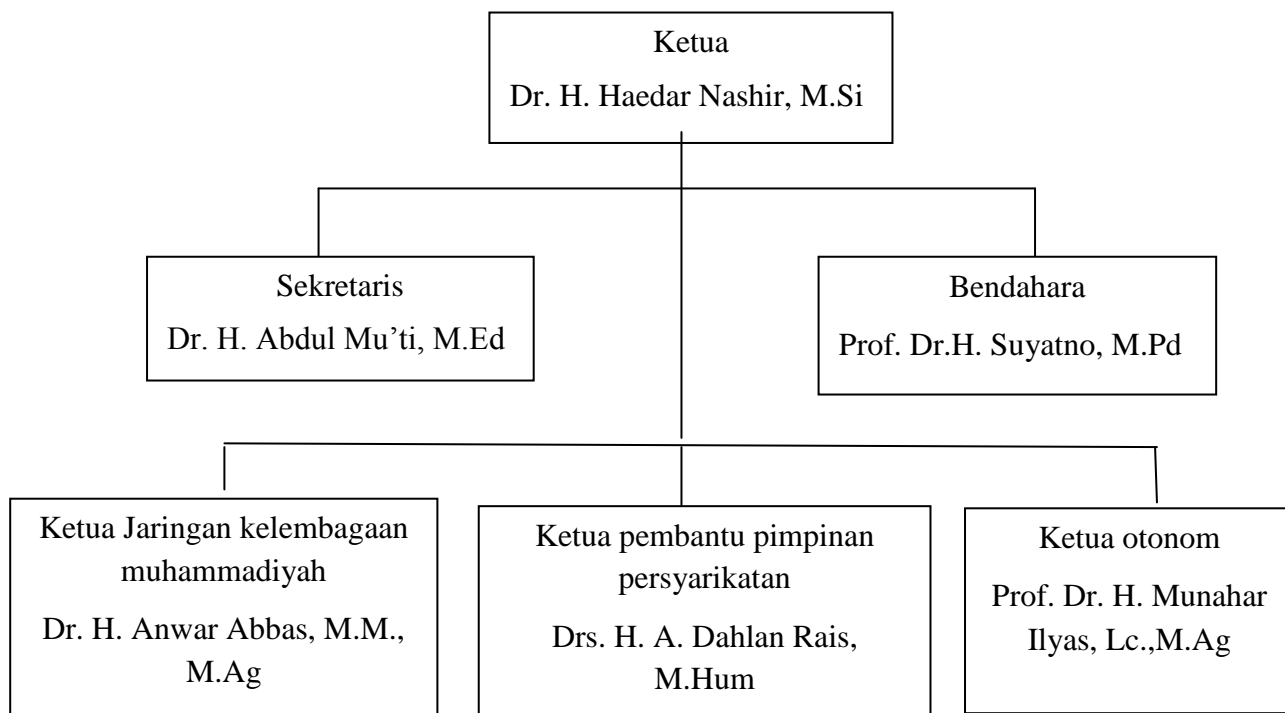 Ketua
Dr. H. Haedar Nashir, M.Si
Sekretaris
Dr. H. Abdul Mu’ti, M.Ed
Bendahara
Prof. Dr.H. Suyatno, M.Pd
Ketua Jaringan kelembagaan
muhammadiyah
Dr. H. Anwar Abbas, M.M.,
M.Ag
Ketua pembantu pimpinan
persyarikatan
Drs. H. A. Dahlan Rais,
M.Hum
Ketua otonom
Prof. Dr. H. Munahar
Ilyas, Lc.,M.Ag